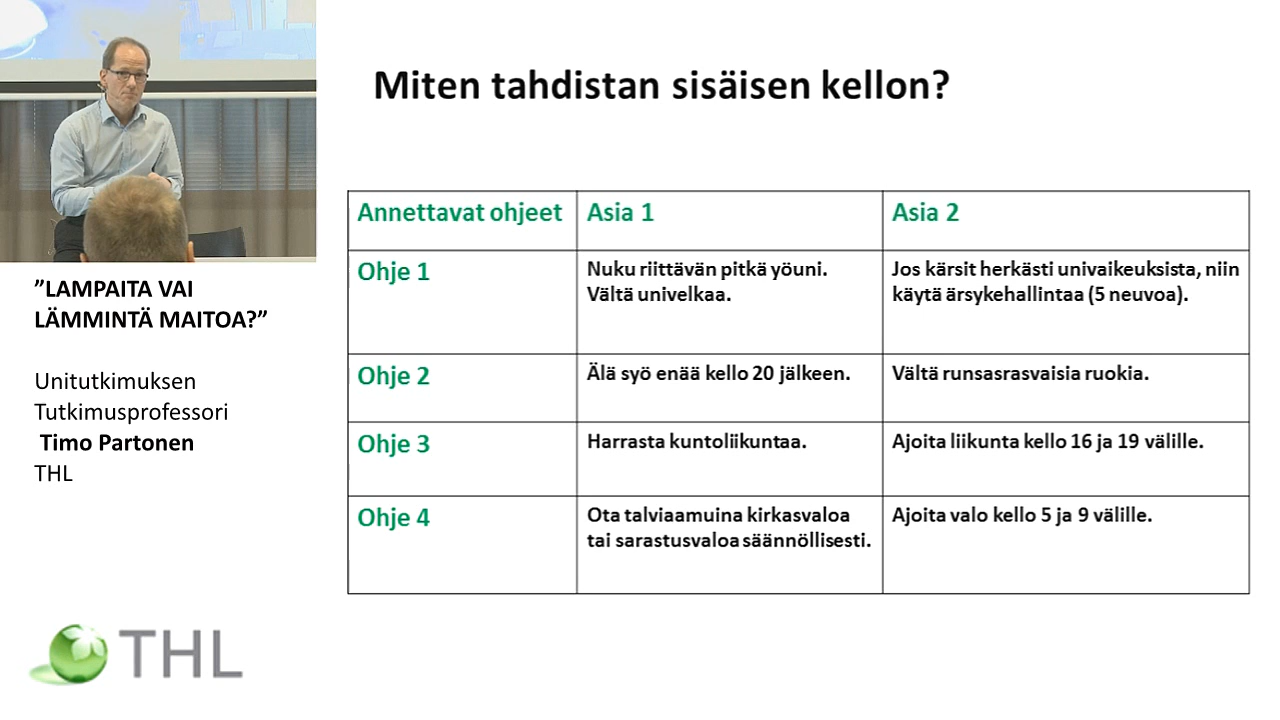 Miten tahdistan sisäisen kellon?
Annettavat ohjeet Asia 1 Asia 2
Ohje 1
Nuku riittävän pitkä yöuni.
Vältä univelkaa.
Jos kärsit herkästi univaikeuksista, niin
käytä ärsykehallintaa (5 neuvoa).
Ohje 2
Älä syö enää kello 20 jälkeen.
Vältä runsasrasvaisia ruokia.
Ohje 3
Harrasta kuntoliikuntaa.
Ajoita liikunta kello 16 ja 19 välille.
Ohje 4
Ota talviaamuina kirkasvaloa
tai sarastusvaloa säännöllisesti.
Ajoita valo kello 5 ja 9 välille.
”LAMPAITA VAI
LÄMMINTÄ MAITOA?”
Unitutkimuksen
Tutkimusprofessori
Timo Partonen
THL
THL